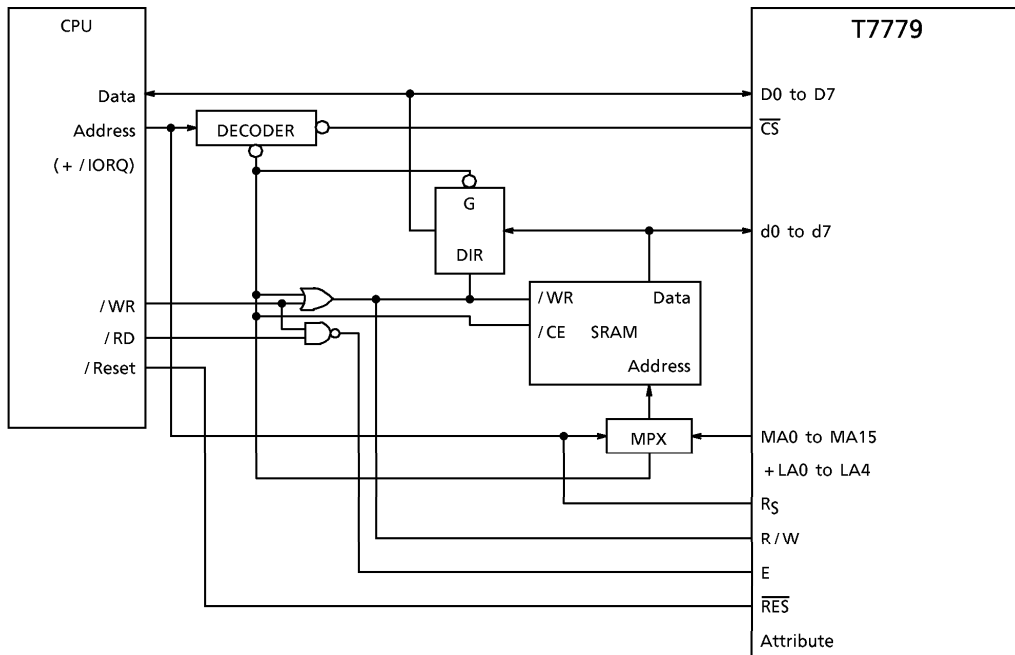 CPU
T7779
Data
D0 to D7
Address
DECODER
CS
(+/IORQ)
G
d0 to d7
DIR
/WR
/WR
Data
/RD
/CE
SRAM
/Reset
Address
MPX
MA0 to MA15
+LA0 to LA4
RS
R/W
E
RES
Attribute